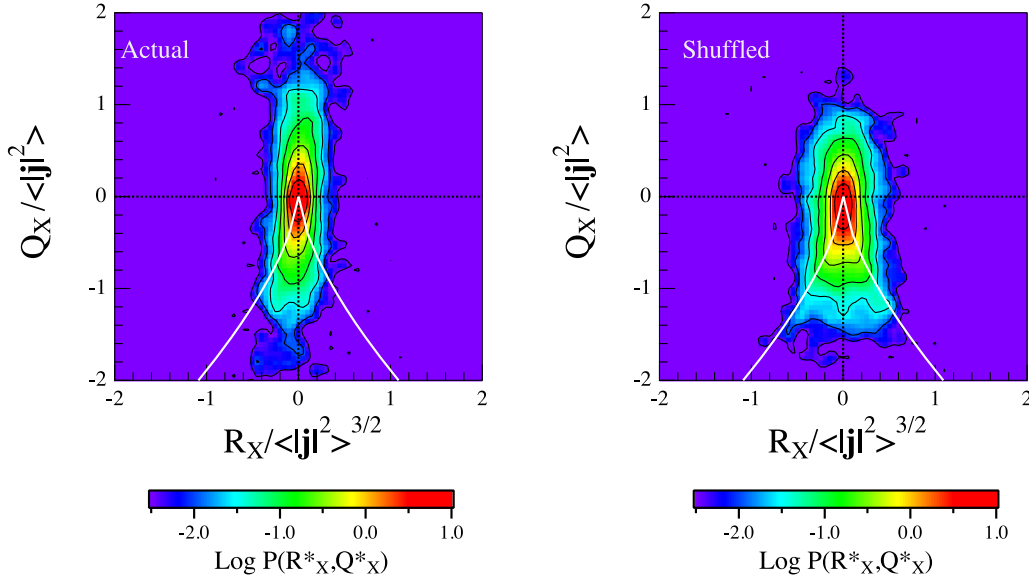 Actual
2
1
0
-1
-2
-2 -1 0 1 2
Q_X /<|j|^2>
R_X/<|j|^2>^3/2
-2.0 -1.0 0.0 1.0
Log P(R*_X,Q*_X)
Shuffled
2
1
0
-1
-2
-2 -1 0 1 2
Q_X /<|j|^2>
R_X/<|j|^2>^3/2
-2.0 -1.0 0.0 1.0
Log P(R*_X,Q*_X)